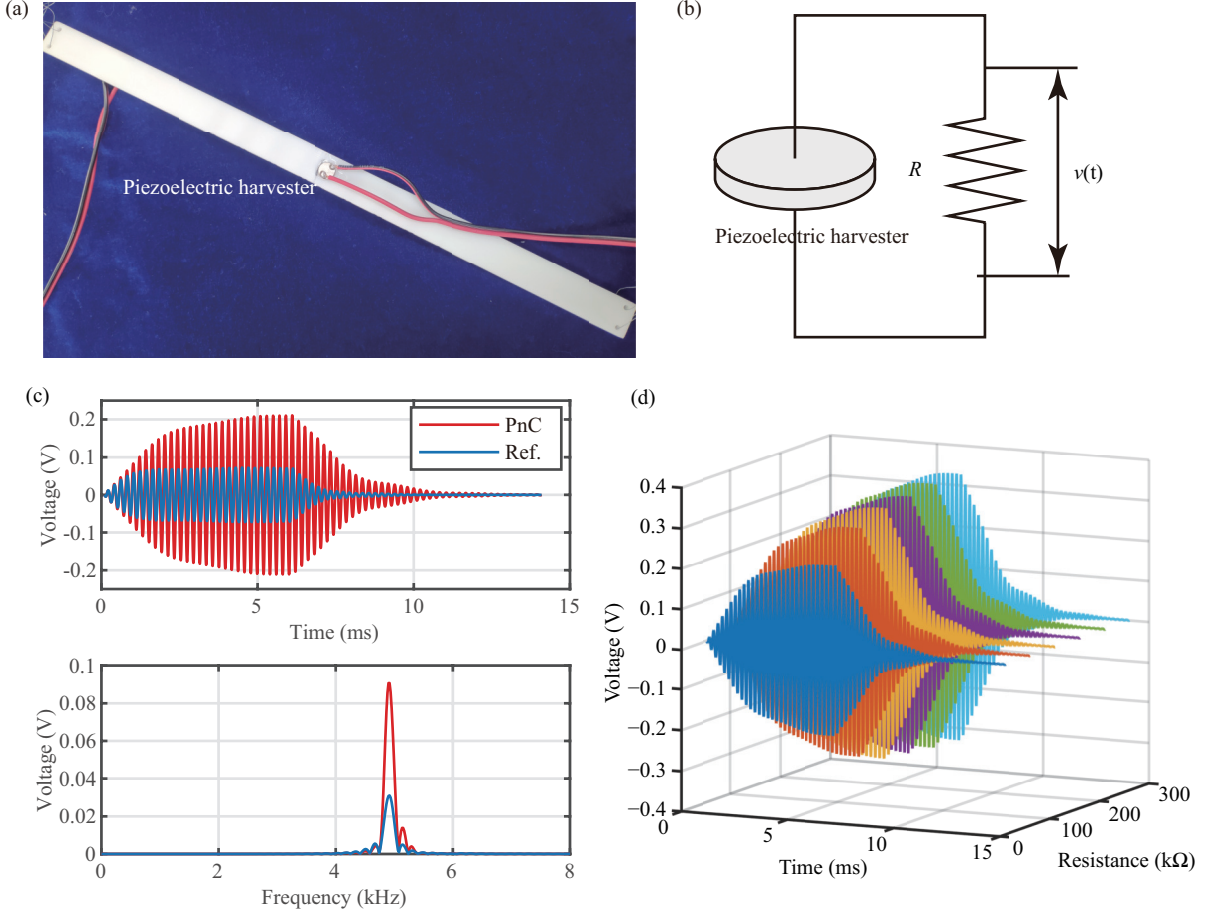 (a)
Piezoelectric harvester
(b)
R
v(t)
Piezoelectric harvester
(c)
0.2
0.1
0
-0.1
-0.2
Voltage (V)
PnC
Ref.
0 5 10 15
Time (ms)
0.1
0.08
0.06
0.04
0.02
0
Voltage (V)
0 2 4 6 8
Frequency (kHz)
(d)
0.4
0.3
0.2
0.1
0
−0.1
−0.2
−0.3
−0.4
Voltage (V)
0 5 10 15
Time (ms)
0 100 200 300
Resistance (kΩ)